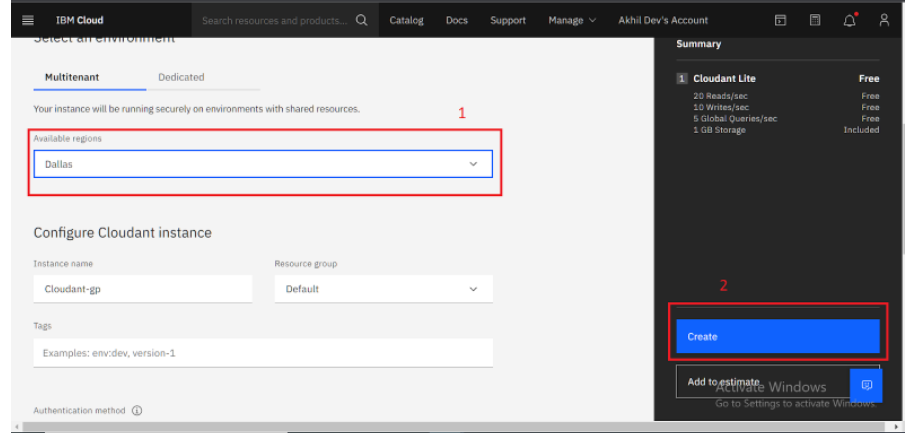 IBM Cloud
Search resources and products...
Catalog
Docs
Support
Manage
Akhil Dev's Account
Select an environment
Multitenant
Dedicated
Your instance will be running securely on environments with shared resources.
1
Available regions
Dallas
Configure Cloudant instance
Instance name
Resource group
Cloudant-gp
Default
Tags
Examples: env:dev, version-1
Authentication method
Summary
1 Cloudant Lite Free
20 Reads/sec Free
10 Writes/sec Free
5 Global Queries/sec Free
1 GB Storage Included
2
Create
Add to estimate
Activate Windows
Go to Settings to activate Windows.